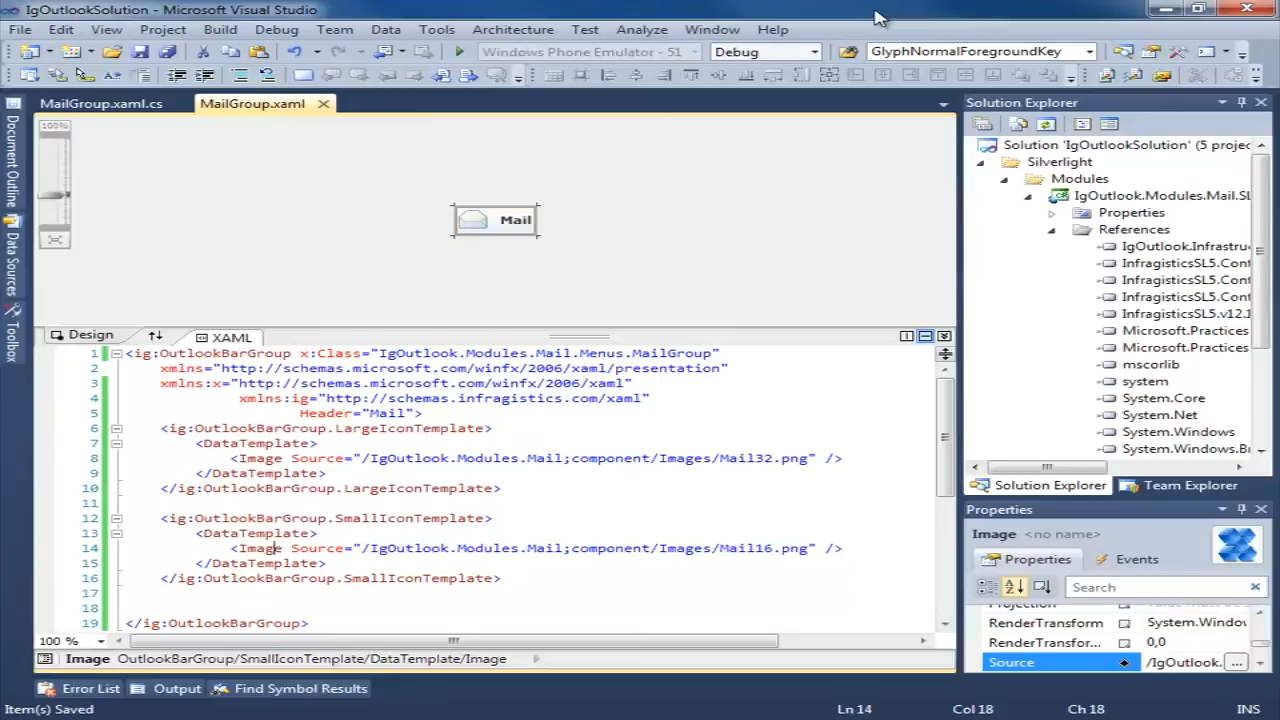 IgOutlookSolution - Microsoft Visual Studio
File Edit View Project Build Debug Team Data Tools Architecture Test Analyze Window Help
Windows Phone Emulator - 51 Debug GlyphNormalForegroundKey
MailGroup.xaml.cs MailGroup.xaml
Document Outline
Data Sources
Toolbox
100%
Mail
Design XAML
1 <ig:OutlookBarGroup x:Class="IgOutlook.Modules.Mail.Menus.MailGroup"
2 xmlns="http://schemas.microsoft.com/winfx/2006/xaml/presentation"
3 xmlns:x="http://schemas.microsoft.com/winfx/2006/xaml"
4 xmlns:ig="http://schemas.infragistics.com/xaml"
5 Header="Mail">
6 <ig:OutlookBarGroup.LargeIconTemplate>
7 <DataTemplate>
8 <Image Source="/IgOutlook.Modules.Mail;component/Images/Mail32.png" />
9 </DataTemplate>
10 </ig:OutlookBarGroup.LargeIconTemplate>
11
12 <ig:OutlookBarGroup.SmallIconTemplate>
13 <DataTemplate>
14 <Image Source="/IgOutlook.Modules.Mail;component/Images/Mail16.png" />
15 </DataTemplate>
16 </ig:OutlookBarGroup.SmallIconTemplate>
17
18
19 </ig:OutlookBarGroup>
100 %
Image OutlookBarGroup/SmallIconTemplate/DataTemplate/Image
Error List Output Find Symbol Results
Item(s) Saved Ln 14 Col 18 Ch 18 INS
Solution Explorer
Solution 'IgOutlookSolution' (5 projec
Silverlight
Modules
IgOutlook.Modules.Mail.SL
Properties
References
IgOutlook.Infrastru
InfragisticsSL5.Cont
InfragisticsSL5.Cont
InfragisticsSL5.Cont
InfragisticsSL5.v12.1
Microsoft.Practices
Microsoft.Practices
mscorlib
system
System.Core
System.Net
System.Windows
System.Windows.Br
Solution Explorer Team Explorer
Properties
Image <no name>
Properties Events
Search
Projection
RenderTransform System.Window
RenderTransfor... 0,0
Source /IgOutlook. ...